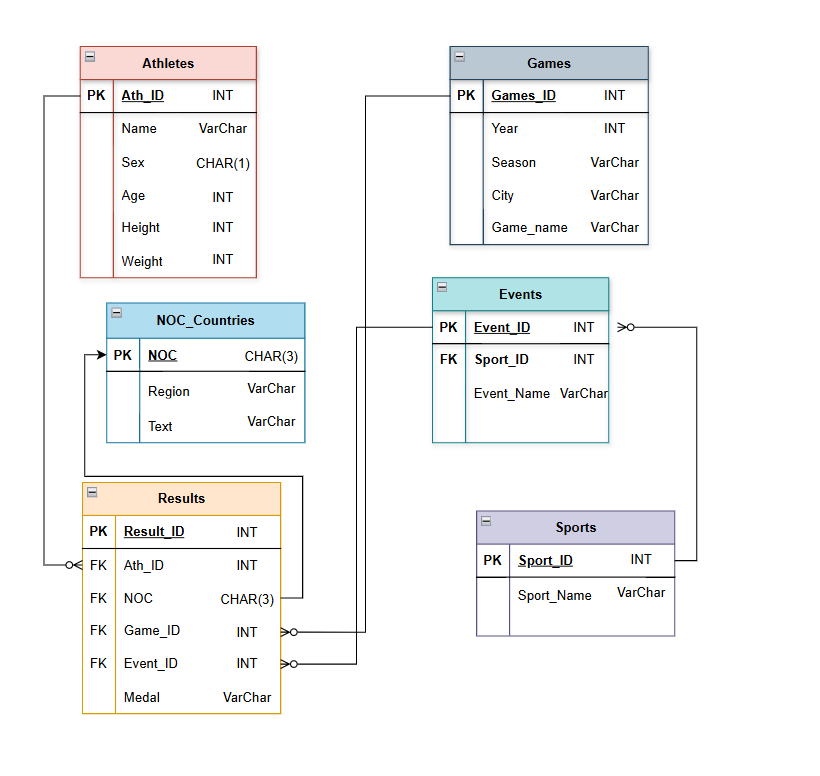 Athletes
PK Ath_ID INT
Name VarChar
Sex CHAR(1)
Age INT
Height INT
Weight INT
Games
PK Games_ID INT
Year INT
Season VarChar
City VarChar
Game_name VarChar
NOC_Countries
PK NOC CHAR(3)
Region VarChar
Text VarChar
Events
PK Event_ID INT
FK Sport_ID INT
Event_Name VarChar
Results
PK Result_ID INT
FK Ath_ID INT
FK NOC CHAR(3)
FK Game_ID INT
FK Event_ID INT
Medal VarChar
Sports
PK Sport_ID INT
Sport_Name VarChar